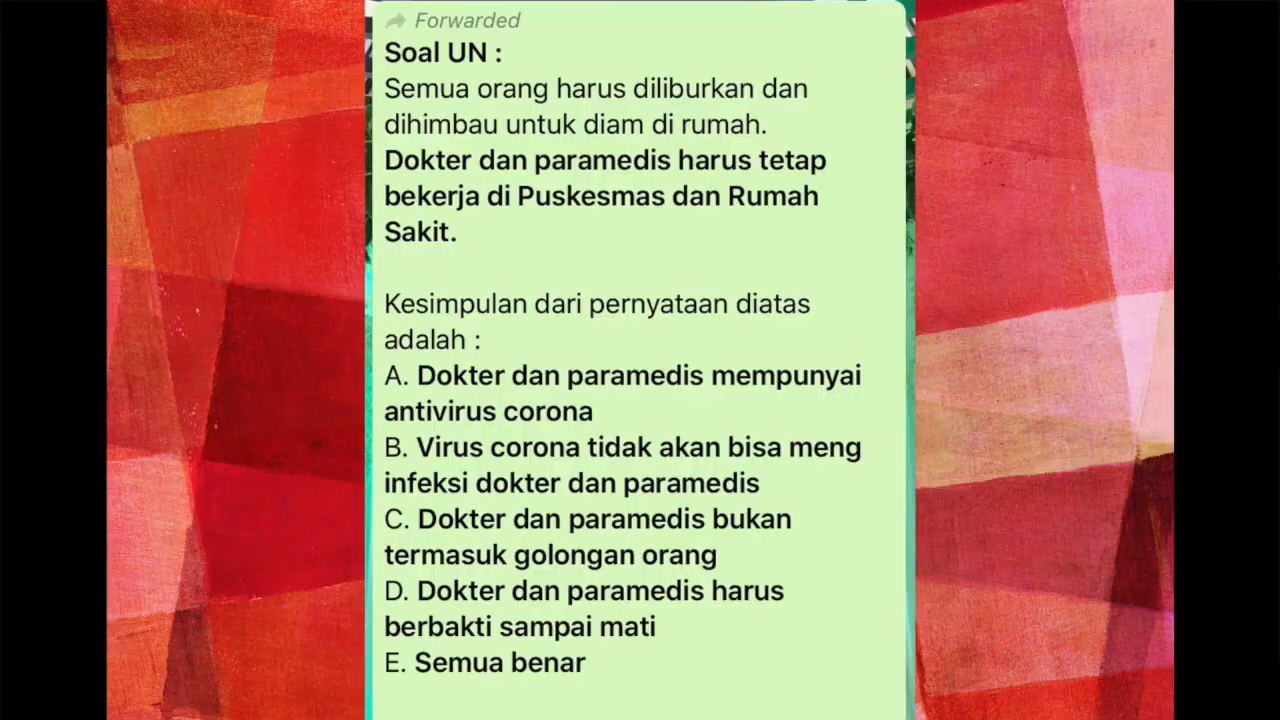 Forwarded
Soal UN :
Semua orang harus diliburkan dan
dihimbau untuk diam di rumah.
Dokter dan paramedis harus tetap
bekerja di Puskesmas dan Rumah
Sakit.
Kesimpulan dari pernyataan diatas
adalah :
A. Dokter dan paramedis mempunyai
antivirus corona
B. Virus corona tidak akan bisa meng
infeksi dokter dan paramedis
C. Dokter dan paramedis bukan
termasuk golongan orang
D. Dokter dan paramedis harus
berbakti sampai mati
E. Semua benar